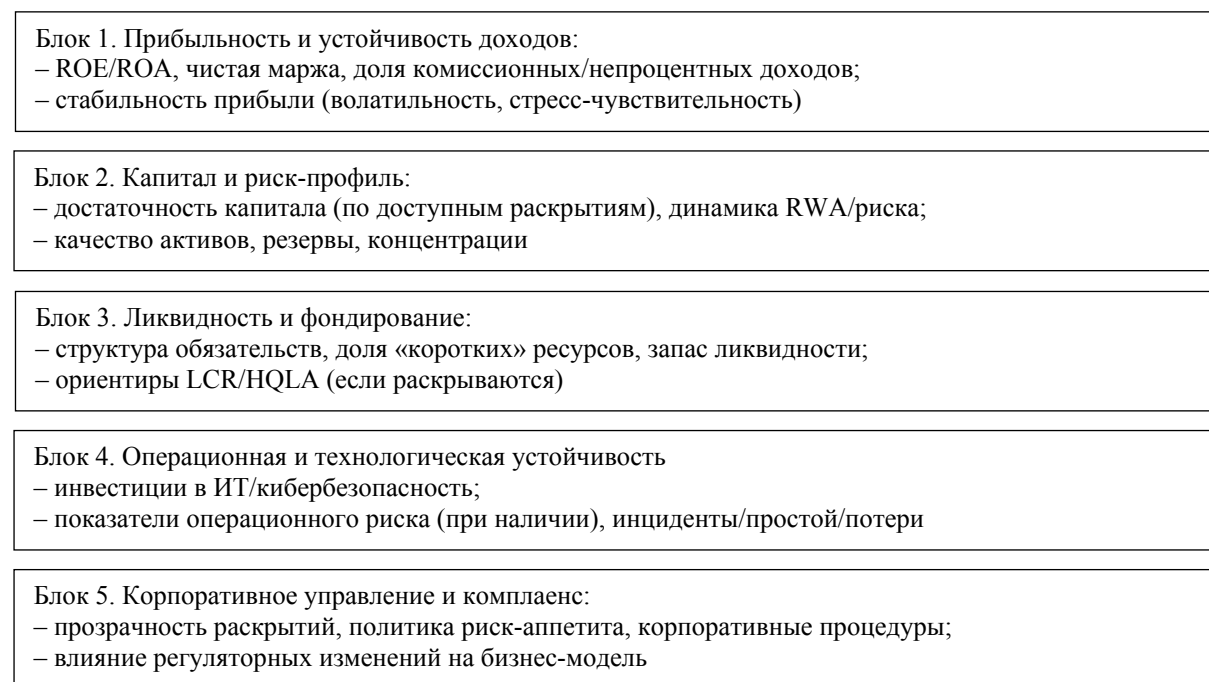 Блок 1. Прибыльность и устойчивость доходов:
– ROE/ROA, чистая маржа, доля комиссионных/непроцентных доходов;
– стабильность прибыли (волатильность, стресс-чувствительность)
Блок 2. Капитал и риск-профиль:
– достаточность капитала (по доступным раскрытиям), динамика RWA/риска;
– качество активов, резервы, концентрации
Блок 3. Ликвидность и фондирование:
– структура обязательств, доля «коротких» ресурсов, запас ликвидности;
– ориентиры LCR/HQLA (если раскрываются)
Блок 4. Операционная и технологическая устойчивость
– инвестиции в ИТ/кибербезопасность;
– показатели операционного риска (при наличии), инциденты/простой/потери
Блок 5. Корпоративное управление и комплаенс:
– прозрачность раскрытий, политика риск-аппетита, корпоративные процедуры;
– влияние регуляторных изменений на бизнес-модель